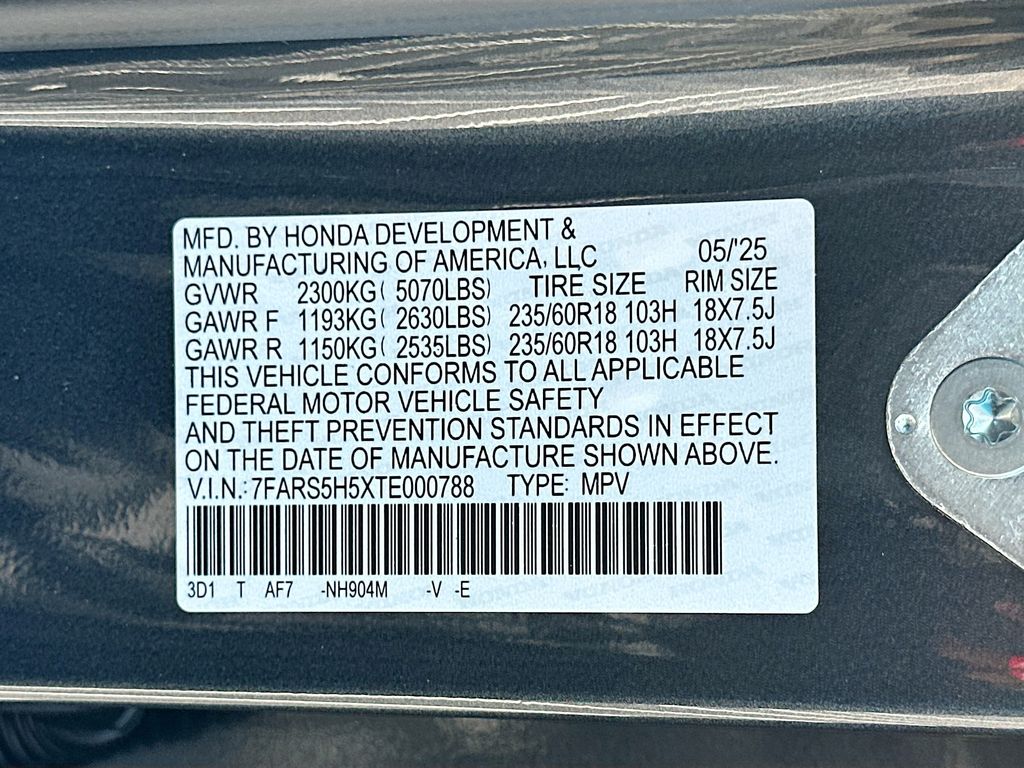 MFD. BY HONDA DEVELOPMENT &
MANUFACTURING OF AMERICA, LLC 05/'25
GVWR 2300KG( 5070LBS) TIRE SIZE RIM SIZE
GAWR F 1193KG( 2630LBS) 235/60R18 103H 18X7.5J
GAWR R 1150KG( 2535LBS) 235/60R18 103H 18X7.5J
THIS VEHICLE CONFORMS TO ALL APPLICABLE
FEDERAL MOTOR VEHICLE SAFETY
AND THEFT PREVENTION STANDARDS IN EFFECT
ON THE DATE OF MANUFACTURE SHOWN ABOVE.
V.I.N.:7FARS5H5XTE000788 TYPE: MPV
3D1 T AF7 -NH904M -V -E